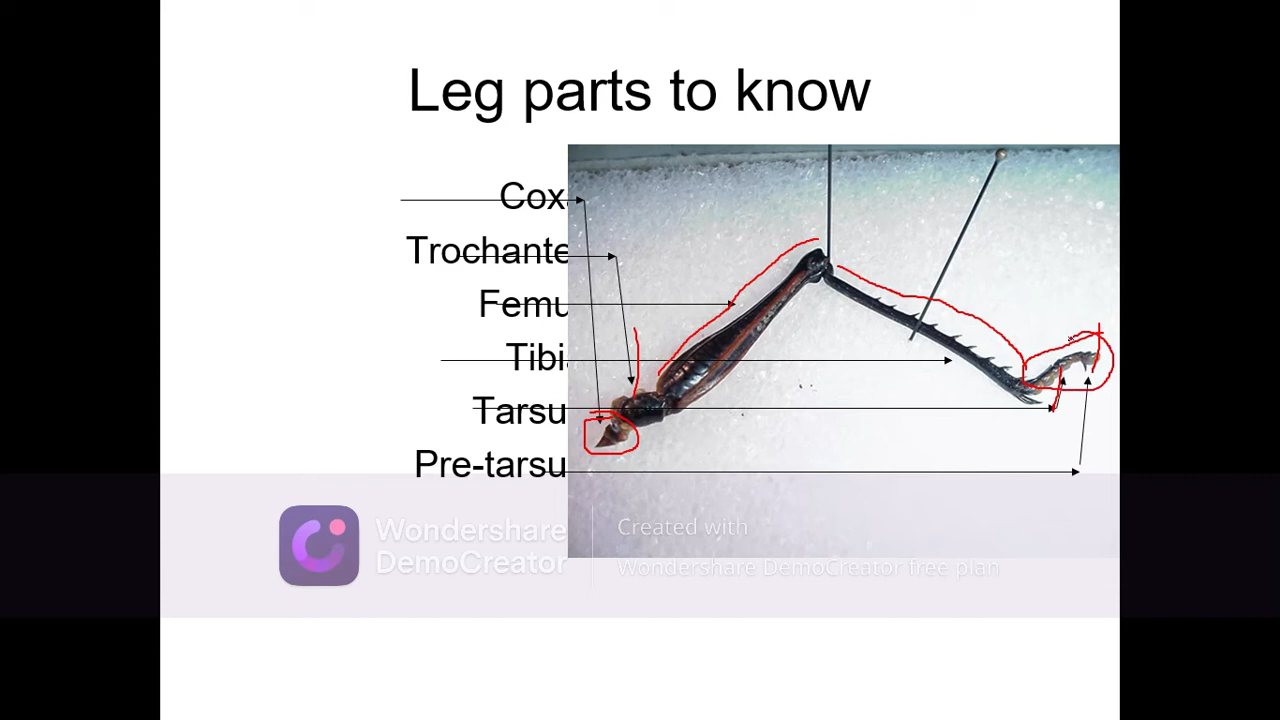 Leg parts to know
Cox
Trochante
Femu
Tibi
Tarsu
Pre-tarsu
Wondershare
DemoCreator
Created with
Wondershare DemoCreator free plan